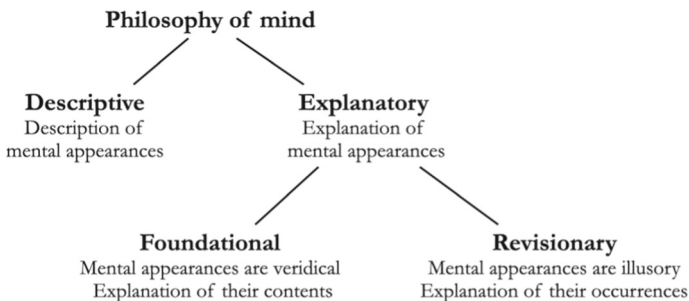 Philosophy of mind
Descriptive
Description of
mental appearances
Explanatory
Explanation of
mental appearances
Foundational
Mental appearances are veridical
Explanation of their contents
Revisionary
Mental appearances are illusory
Explanation of their occurrences